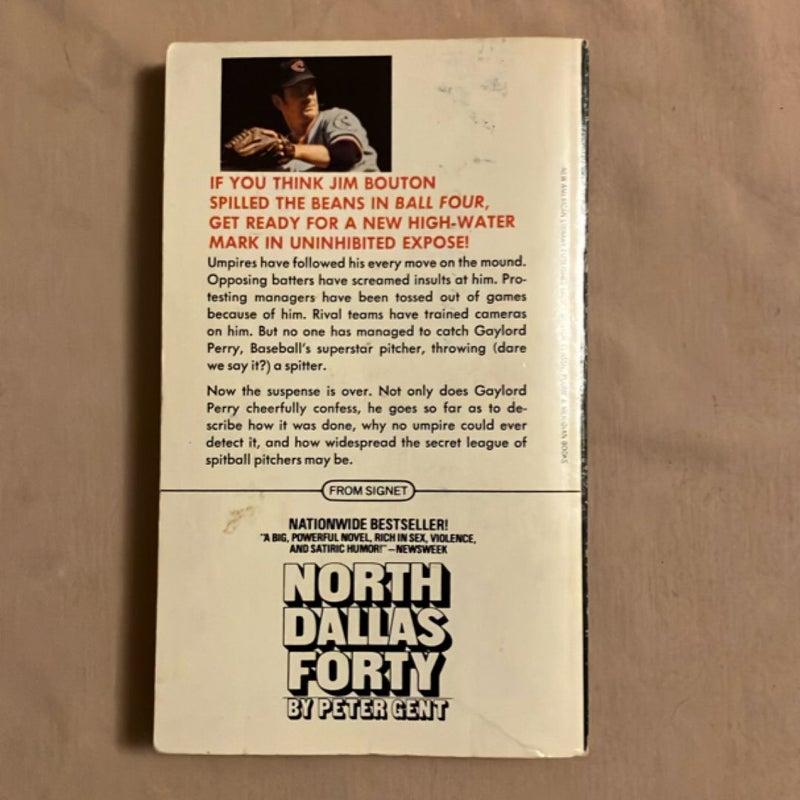 IF YOU THINK JIM BOUTON
SPILLED THE BEANS IN BALL FOUR,
GET READY FOR A NEW HIGH-WATER
MARK IN UNINHIBITED EXPOSE!
Umpires have followed his every move on the mound.
Opposing batters have screamed insults at him. Pro-
testing managers have been tossed out of games
because of him. Rival teams have trained cameras
on him. But no one has managed to catch Gaylord
Perry, Baseball's superstar pitcher, throwing (dare
we say it?) a spitter.
Now the suspense is over. Not only does Gaylord
Perry cheerfully confess, he goes so far as to de-
scribe how it was done, why no umpire could ever
detect it, and how widespread the secret league of
spitball pitchers may be.
FROM SIGNET
NATIONWIDE BESTSELLER!
"A BIG, POWERFUL NOVEL, RICH IN SEX, VIOLENCE,
AND SATIRIC HUMOR!"—NEWSWEEK
NORTH
DALLAS
FORTY
BY PETER GENT
NEW AMERICAN LIBRARY PUBLISHES SIGNET, & MERIDIAN BOOKS